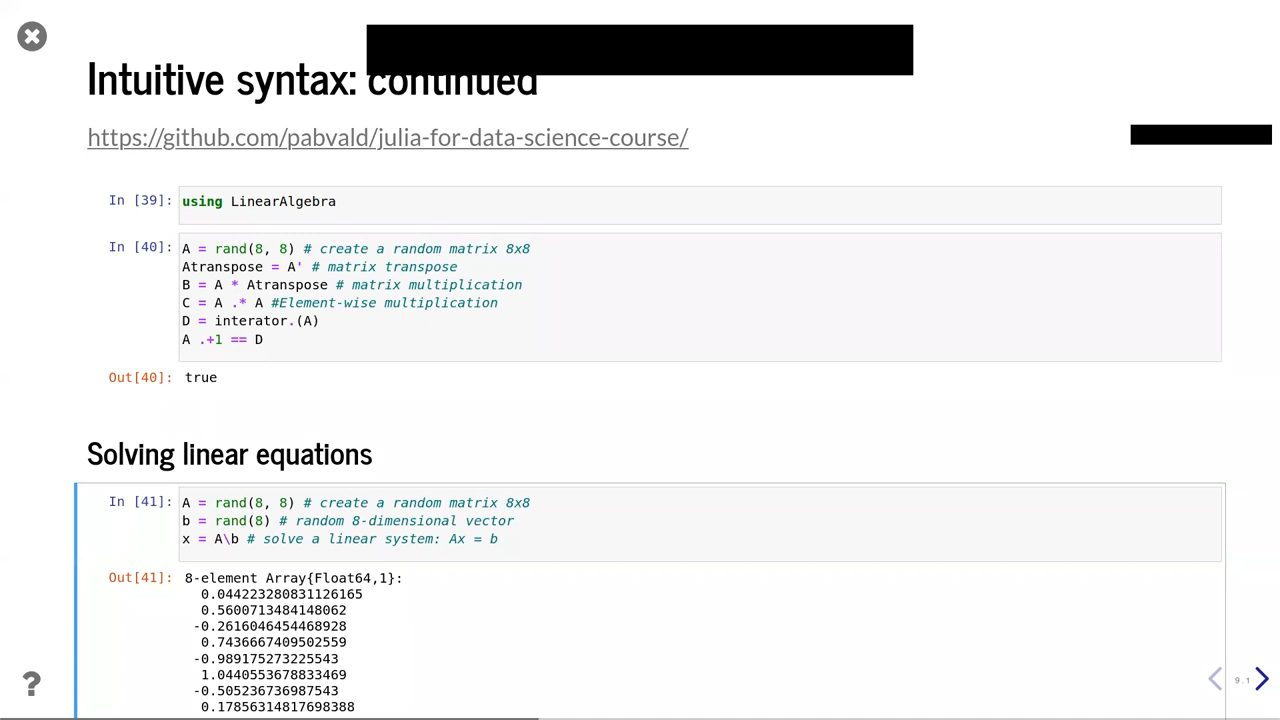 Intuitive syntax: continued
https://github.com/pabvald/julia-for-data-science-course/
In [39]: using LinearAlgebra
In [40]: A = rand(8, 8) # create a random matrix 8x8
Atranspose = A' # matrix transpose
B = A * Atranspose # matrix multiplication
C = A .* A #Element-wise multiplication
D = interator.(A)
A .+1 == D
Out[40]: true
Solving linear equations
In [41]: A = rand(8, 8) # create a random matrix 8x8
b = rand(8) # random 8-dimensional vector
x = A\b # solve a linear system: Ax = b
Out[41]: 8-element Array{Float64,1}:
0.044223280831126165
0.5600713484148062
-0.2616046454468928
0.7436667409502559
-0.989175273225543
1.0440553678833469
-0.505236736987543
0.17856314817698388
?
9.1